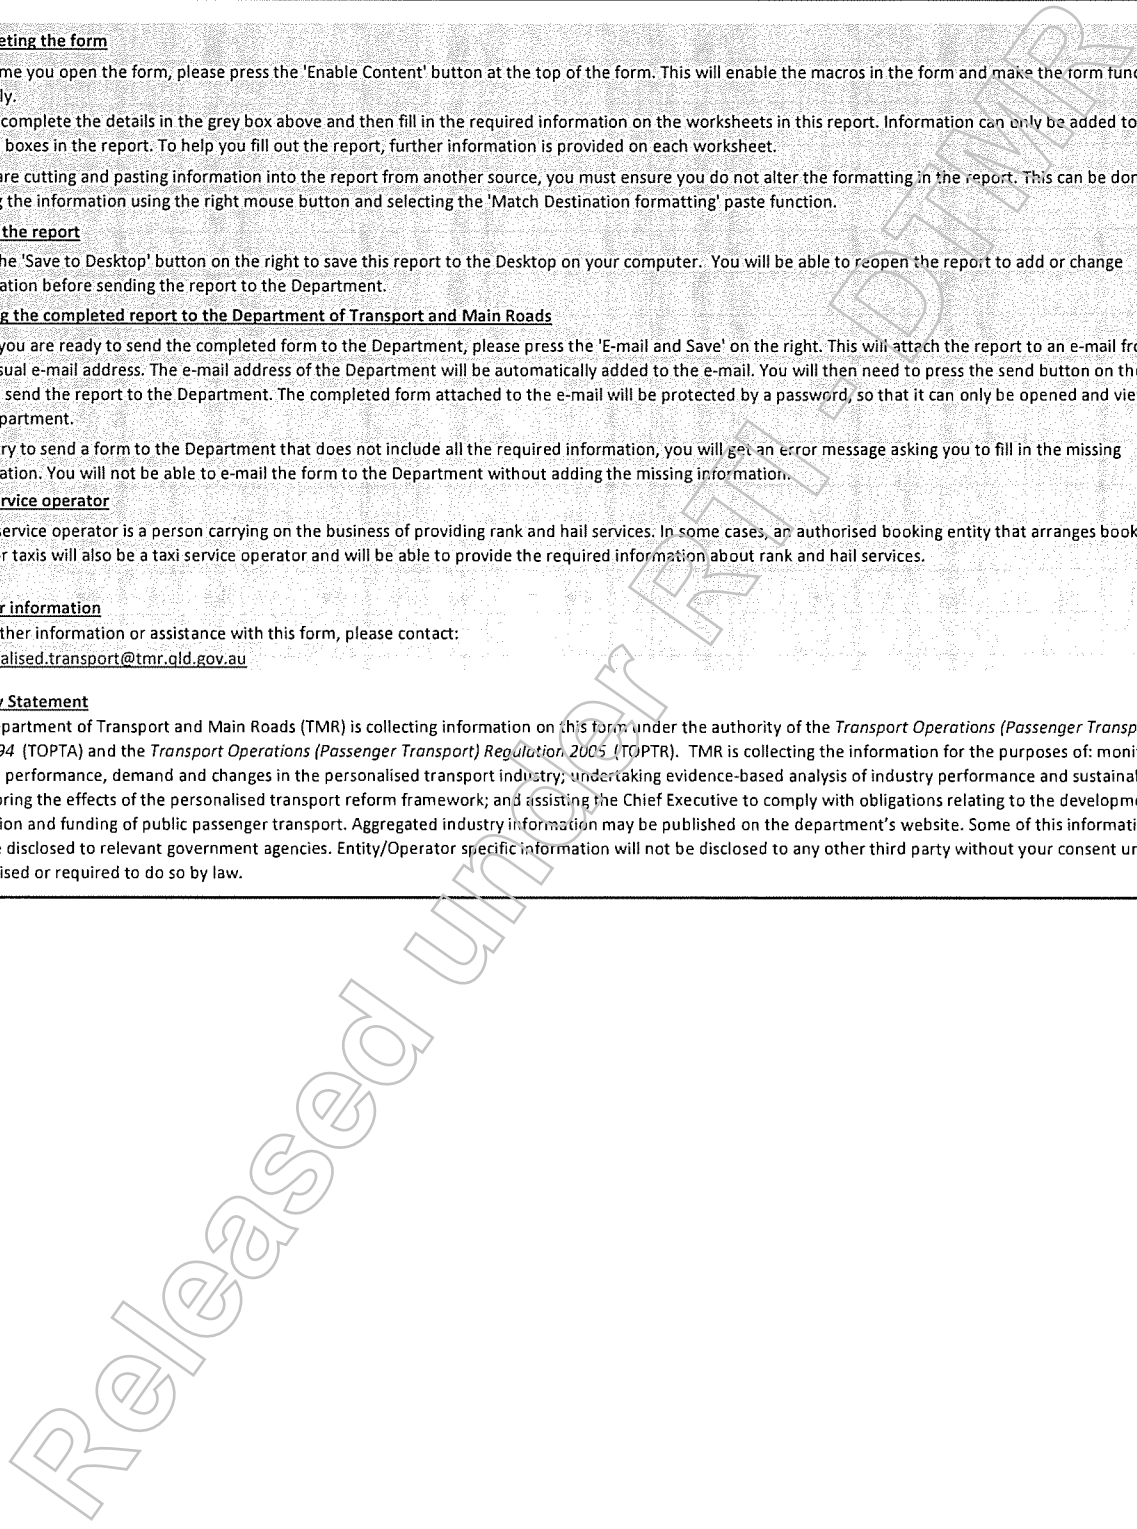 eting the form
me you open the form, please press the 'Enable Content' button at the top of the form. This will enable the macros in the form and make the form func
ly.
complete the details in the grey box above and then fill in the required information on the worksheets in this report. Information can only be added to
boxes in the report. To help you fill out the report, further information is provided on each worksheet.
are cutting and pasting information into the report from another source, you must ensure you do not alter the formatting in the report. This can be don
g the information using the right mouse button and selecting the 'Match Destination formatting' paste function.
the report
he 'Save to Desktop' button on the right to save this report to the Desktop on your computer. You will be able to reopen the report to add or change
ation before sending the report to the Department.
g the completed report to the Department of Transport and Main Roads
you are ready to send the completed form to the Department, please press the 'E-mail and Save' on the right. This will attach the report to an e-mail fr
sual e-mail address. The e-mail address of the Department will be automatically added to the e-mail. You will then need to press the send button on th
send the report to the Department. The completed form attached to the e-mail will be protected by a password, so that it can only be opened and vie
partment.
ry to send a form to the Department that does not include all the required information, you will get an error message asking you to fill in the missing
ation. You will not be able to e-mail the form to the Department without adding the missing information.
rvice operator
service operator is a person carrying on the business of providing rank and hail services. In some cases, an authorised booking entity that arranges book
r taxis will also be a taxi service operator and will be able to provide the required information about rank and hail services.
r information
ther information or assistance with this form, please contact:
alised.transport@tmr.qld.gov.au
y Statement
partment of Transport and Main Roads (TMR) is collecting information on this form under the authority of the Transport Operations (Passenger Transp
94 (TOPTA) and the Transport Operations (Passenger Transport) Regulation 2005 (TOPTR). TMR is collecting the information for the purposes of: monit
performance, demand and changes in the personalised transport industry; undertaking evidence-based analysis of industry performance and sustainal
oring the effects of the personalised transport reform framework; and assisting the Chief Executive to comply with obligations relating to the developm
ion and funding of public passenger transport. Aggregated industry information may be published on the department's website. Some of this informati
e disclosed to relevant government agencies. Entity/Operator specific information will not be disclosed to any other third party without your consent un
ised or required to do so by law.
Released under RTI - DTMR